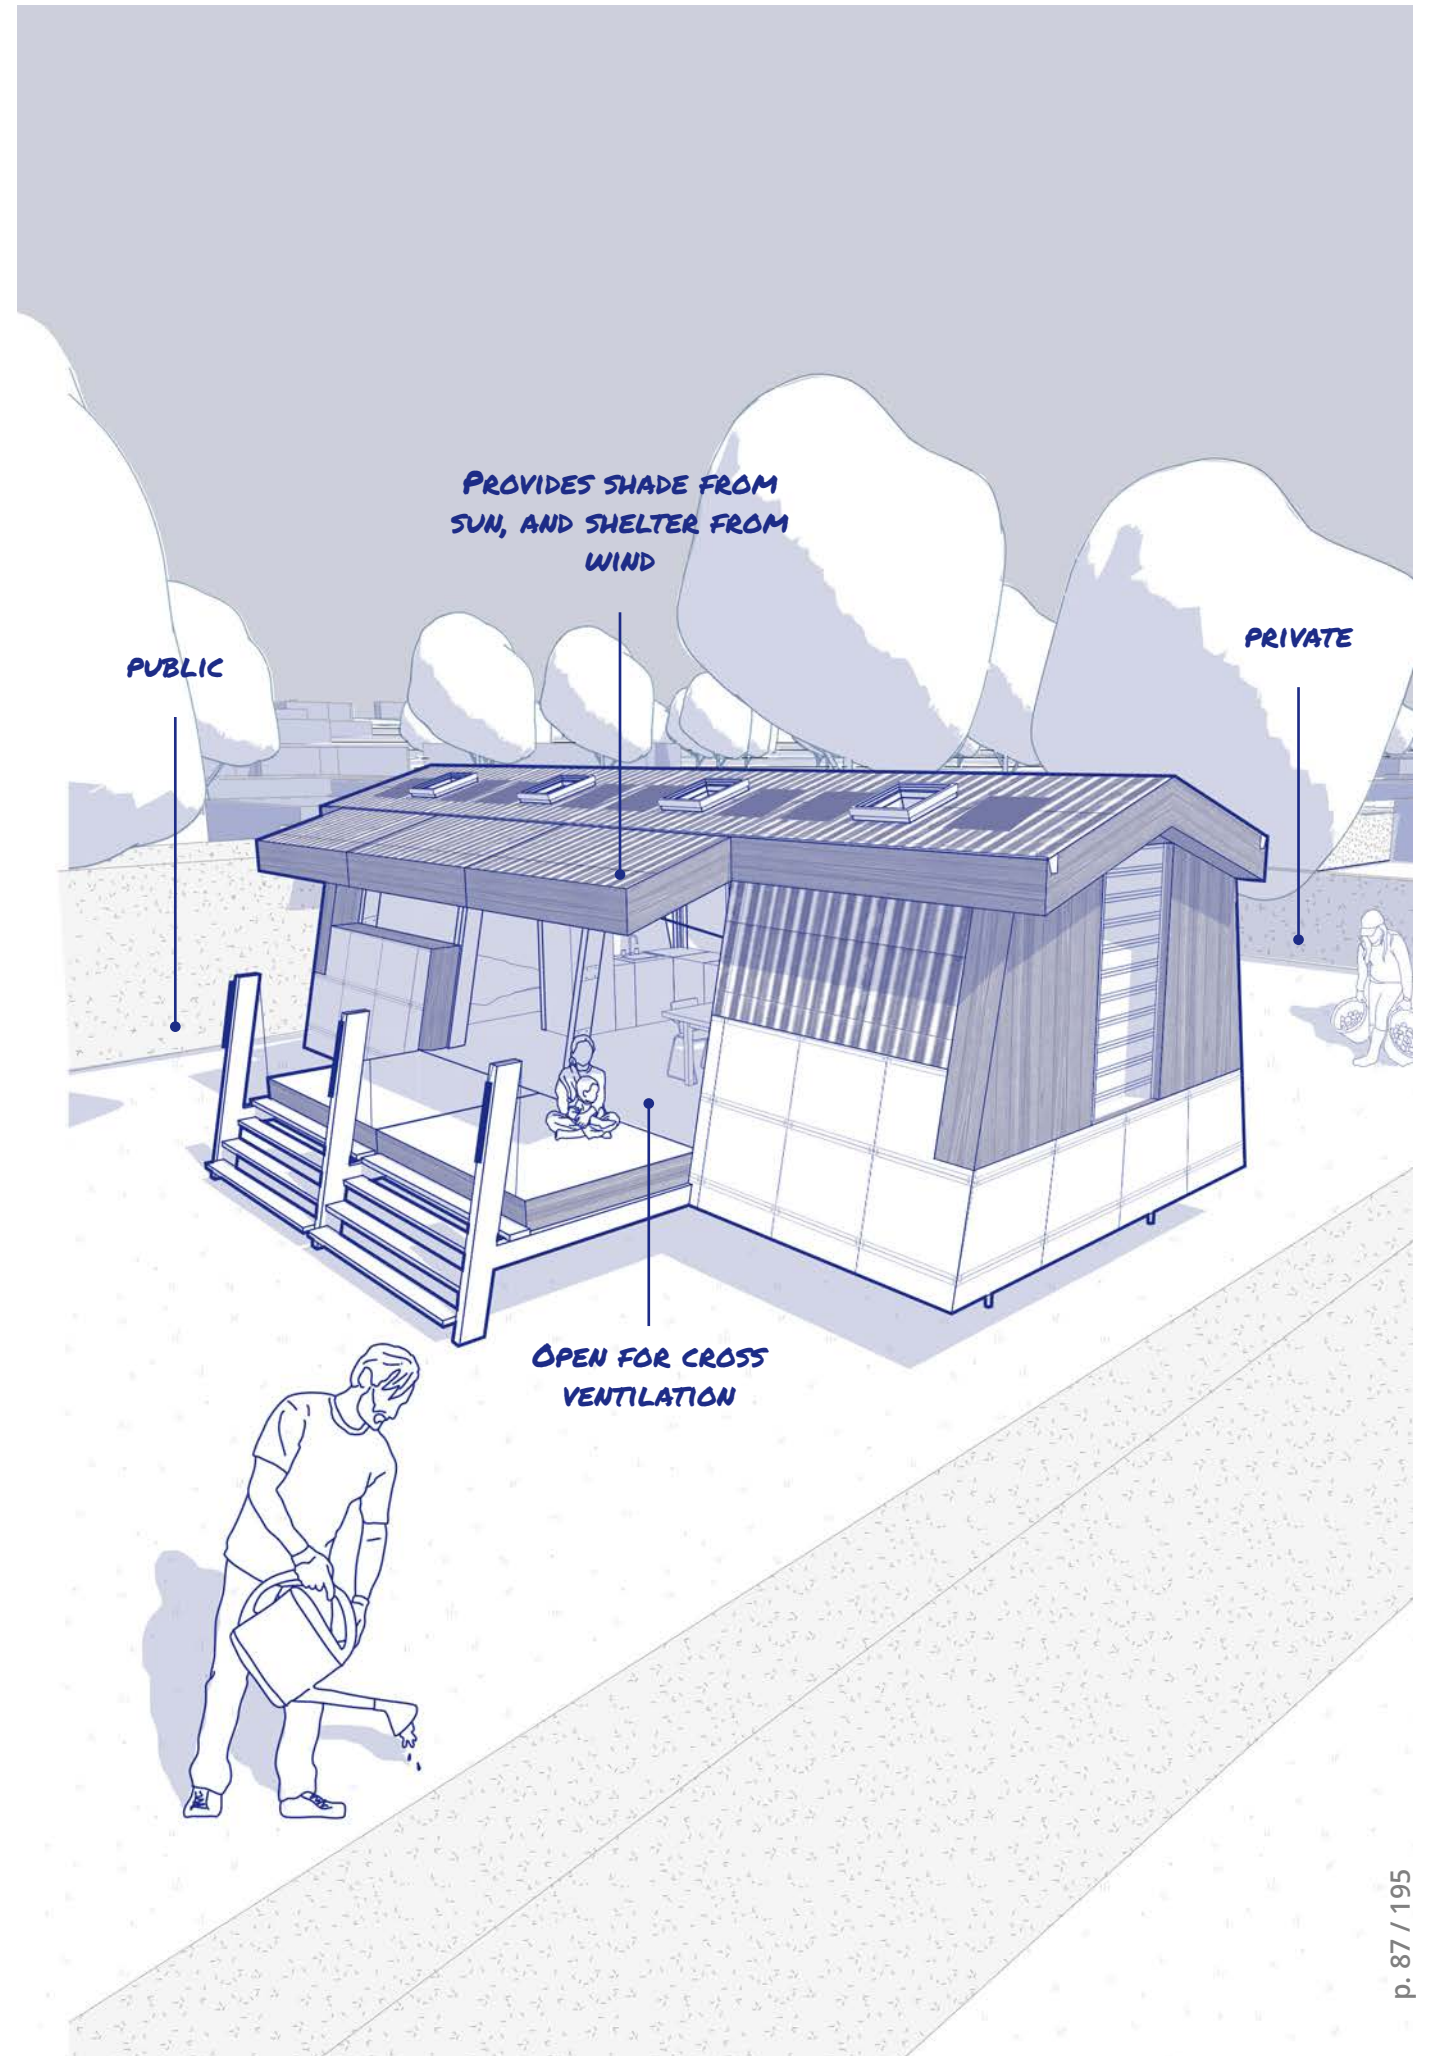 PROVIDES SHADE FROM
SUN, AND SHELTER FROM
WIND
PRIVATE
PUBLIC
OPEN FOR CROSS
VENTILATION
p. 87 / 195